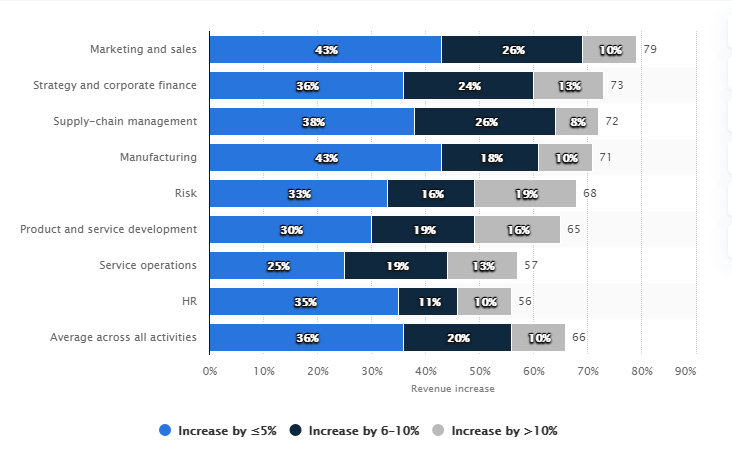 Marketing and sales 43% 26% 10% 79
Strategy and corporate finance 36% 24% 13% 73
Supply-chain management 38% 26% 8% 72
Manufacturing 43% 18% 10% 71
Risk 33% 16% 19% 68
Product and service development 30% 19% 16% 65
Service operations 25% 19% 13% 57
HR 35% 11% 10% 56
Average across all activities 36% 20% 10% 66
0% 10% 20% 30% 40% 50% 60% 70% 80% 90%
Revenue increase
Increase by ≤5% Increase by 6-10% Increase by >10%